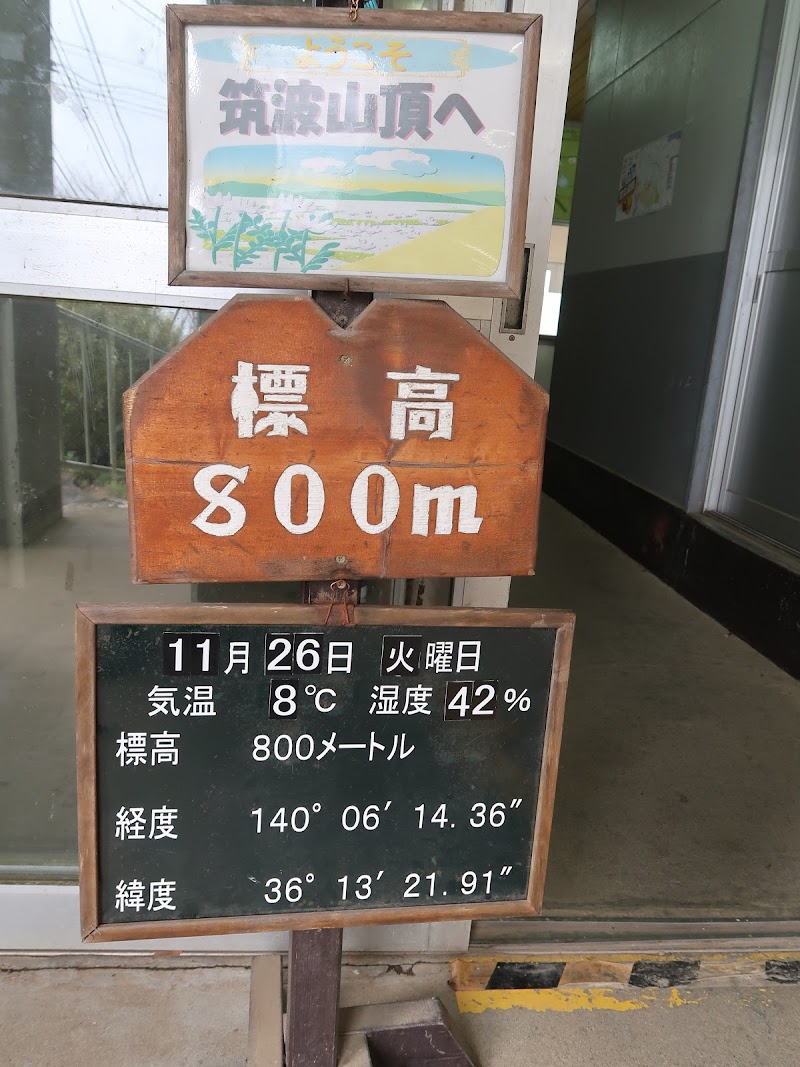 ようこそ
筑波山頂へ
標高
800m
11月26日 火曜日
気温 8℃ 湿度 42%
標高 800メートル
経度 140° 06′ 14.36″
緯度 36° 13′ 21.91″